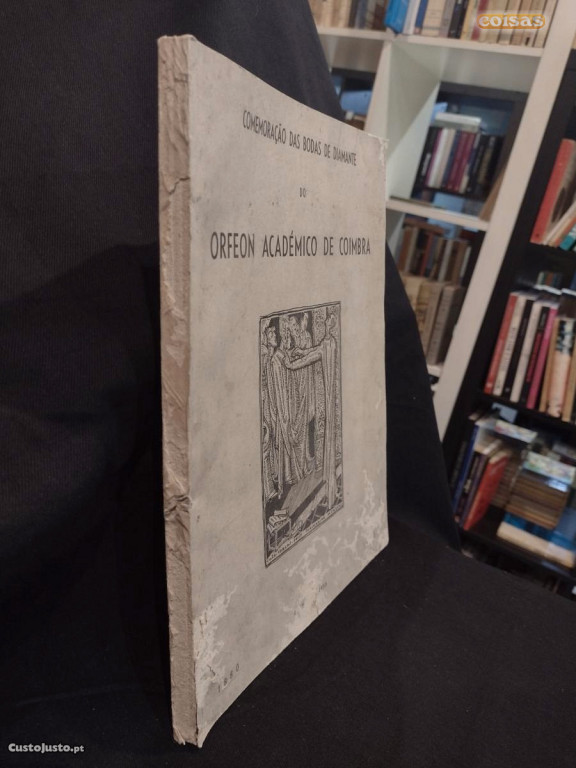 coisas
COMEMORAÇÃO DAS BODAS DE DIAMANTE
DO
ORFEON ACADÉMICO DE COIMBRA
CustoJusto.pt